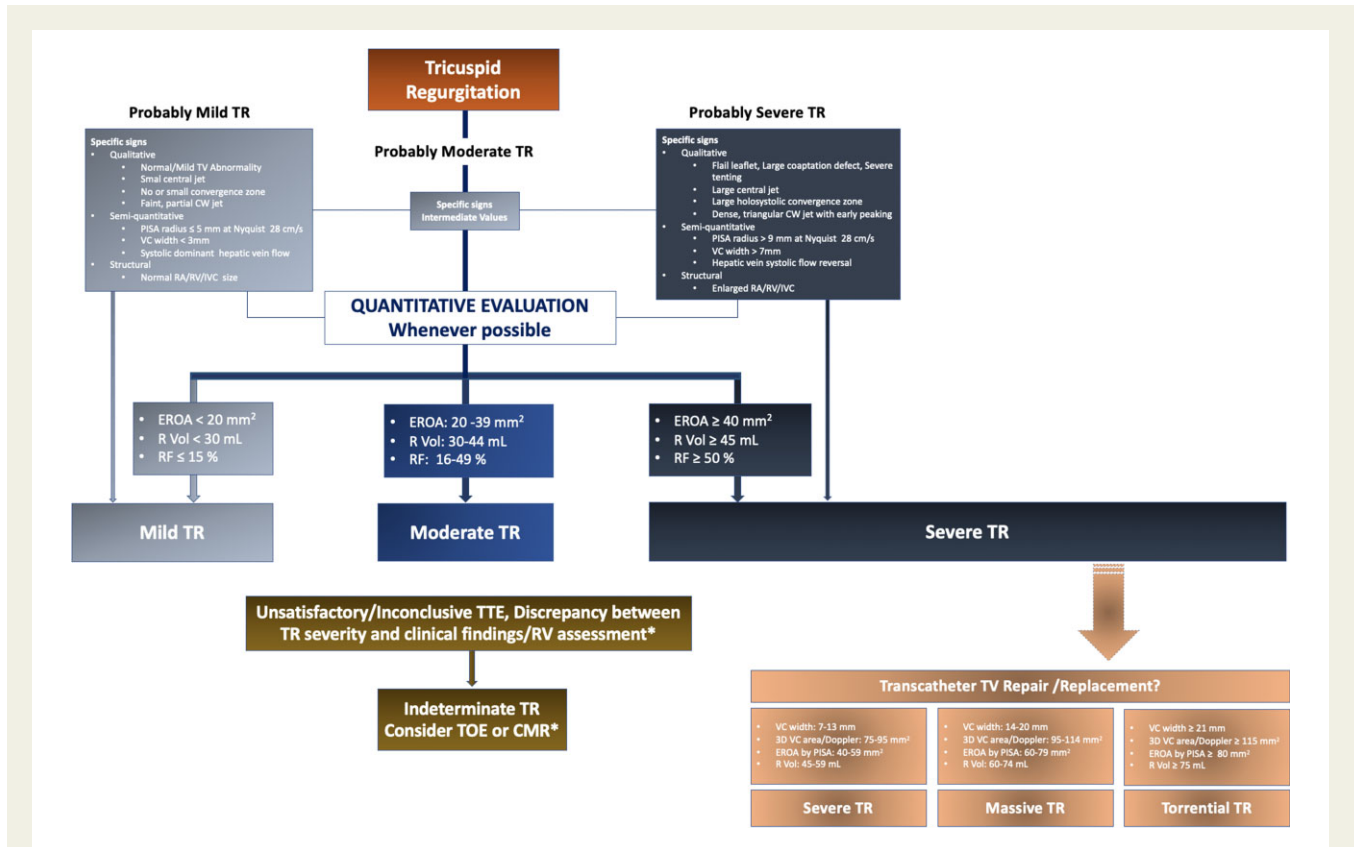 Tricuspid
Regurgitation
Probably Mild TR
Specific signs
• Qualitative
• Normal/Mild TV Abnormality
• Smal central jet
• No or small convergence zone
• Faint, partial CW jet
• Semi-quantitative
• PISA radius ≤ 5 mm at Nyquist 28 cm/s
• VC width < 3mm
• Systolic dominant hepatic vein flow
• Structural
• Normal RA/RV/IVC size
Probably Moderate TR
Specific signs
Intermediate Values
Probably Severe TR
Specific signs
• Qualitative
• Flail leaflet, Large coaptation defect, Severe
tenting
• Large central jet
• Large holosystolic convergence zone
• Dense, triangular CW jet with early peaking
• Semi-quantitative
• PISA radius > 9 mm at Nyquist 28 cm/s
• VC width > 7mm
• Hepatic vein systolic flow reversal
• Structural
• Enlarged RA/RV/IVC
QUANTITATIVE EVALUATION
Whenever possible
• EROA < 20 mm²
• R Vol < 30 mL
• RF ≤ 15 %
• EROA: 20 -39 mm²
• R Vol: 30-44 mL
• RF: 16-49 %
• EROA ≥ 40 mm²
• R Vol ≥ 45 mL
• RF ≥ 50 %
Mild TR
Moderate TR
Severe TR
Unsatisfactory/Inconclusive TTE, Discrepancy between
TR severity and clinical findings/RV assessment*
Indeterminate TR
Consider TOE or CMR*
Transcatheter TV Repair /Replacement?
• VC width: 7-13 mm
• 3D VC area/Doppler: 75-95 mm²
• EROA by PISA: 40-59 mm²
• R Vol: 45-59 mL
Severe TR
• VC width: 14-20 mm
• 3D VC area/Doppler: 95-114 mm²
• EROA by PISA: 60-79 mm²
• R Vol: 60-74 mL
Massive TR
• VC width ≥ 21 mm
• 3D VC area/Doppler ≥ 115 mm²
• EROA by PISA ≥ 80 mm²
• R Vol ≥ 75 mL
Torrential TR